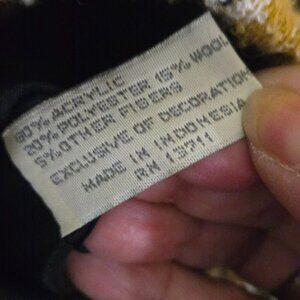 60% ACRYLIC
20% POLYESTER 15% WOOL
5% OTHER FIBERS
EXCLUSIVE OF DECORATION
MADE IN INDONESIA
RN 13711